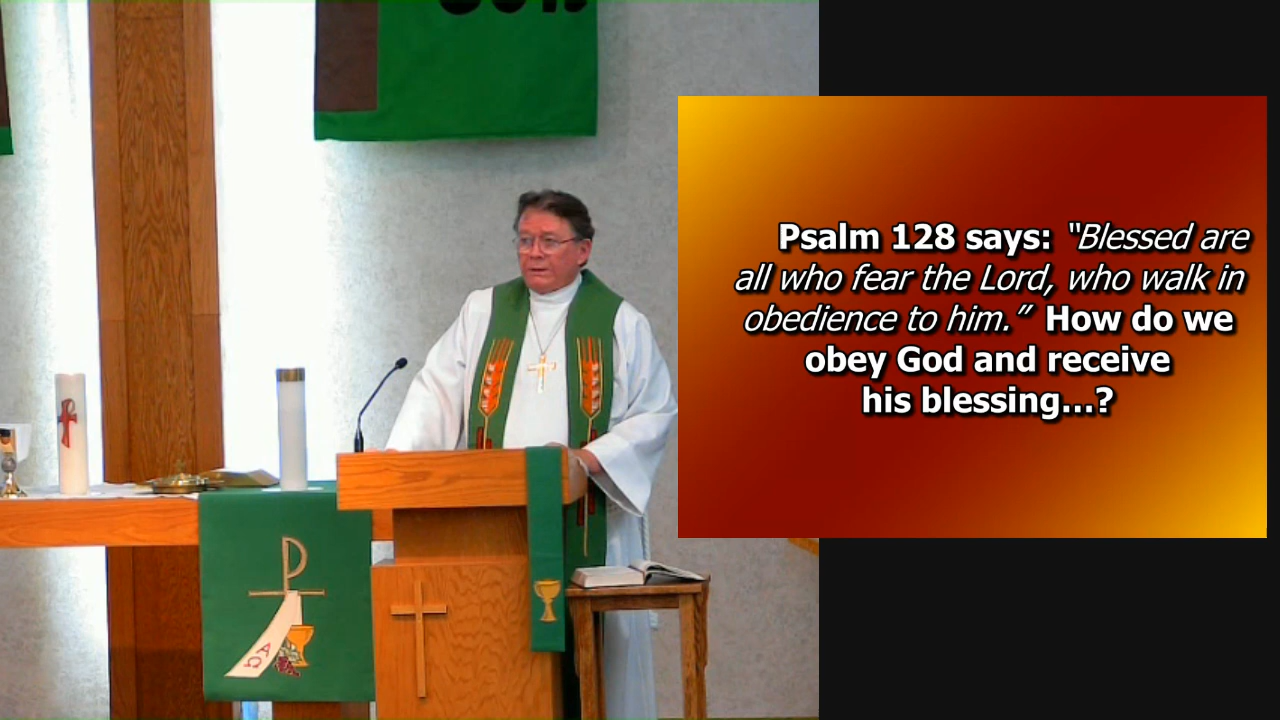 Psalm 128 says: “Blessed are
all who fear the Lord, who walk in
obedience to him.” How do we
obey God and receive
his blessing…?
ΑΩ